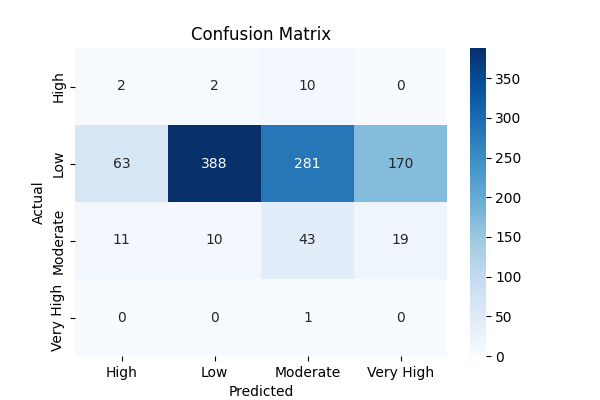 Confusion Matrix
Actual
High
2 2 10 0
Low
63 388 281 170
Moderate
11 10 43 19
Very High
0 0 1 0
High Low Moderate Very High
Predicted
350
300
250
200
150
100
50
0